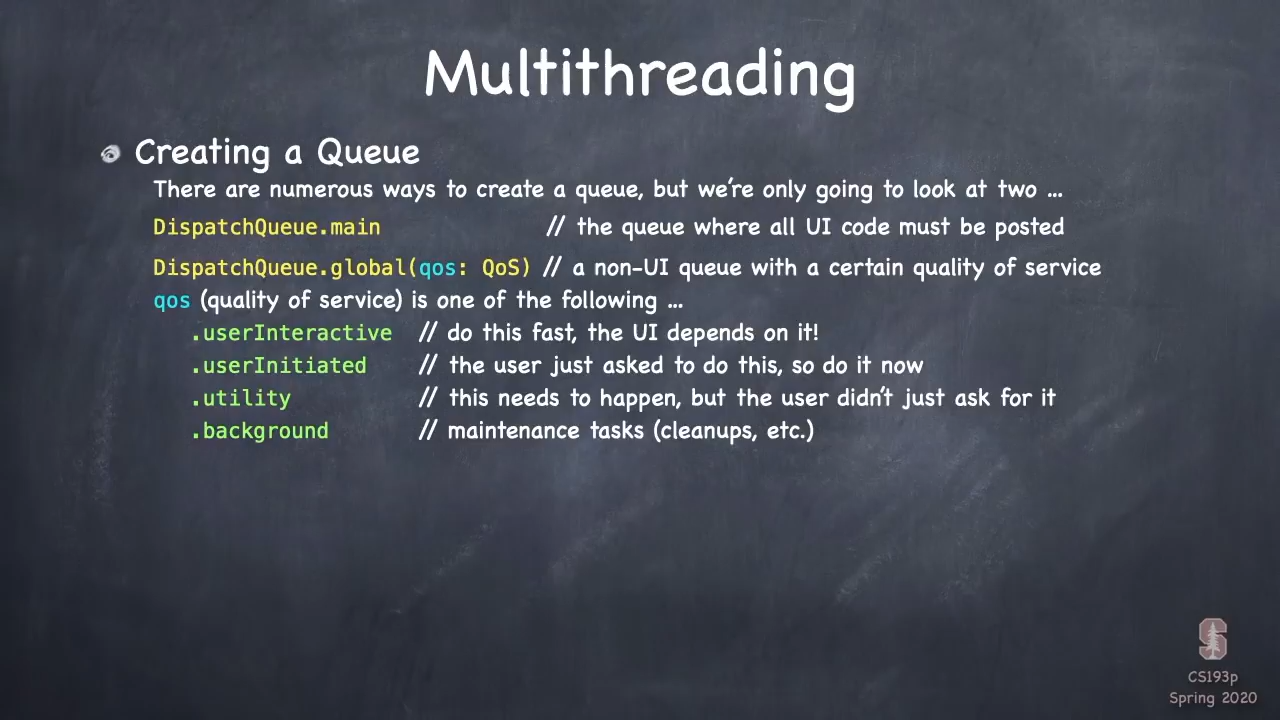 Multithreading
Creating a Queue
There are numerous ways to create a queue, but we're only going to look at two ...
DispatchQueue.main // the queue where all UI code must be posted
DispatchQueue.global(qos: QoS) // a non-UI queue with a certain quality of service
qos (quality of service) is one of the following ...
.userInteractive // do this fast, the UI depends on it!
.userInitiated // the user just asked to do this, so do it now
.utility // this needs to happen, but the user didn't just ask for it
.background // maintenance tasks (cleanups, etc.)
S
CS193p
Spring 2020